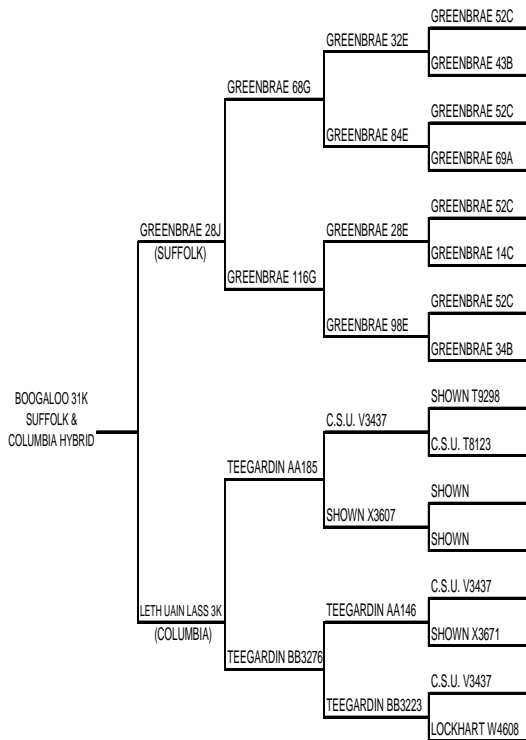 GREENBRAE 52C
GREENBRAE 32E
GREENBRAE 43B
GREENBRAE 68G
GREENBRAE 52C
GREENBRAE 84E
GREENBRAE 69A
GREENBRAE 28J
(SUFFOLK)
GREENBRAE 52C
GREENBRAE 28E
GREENBRAE 14C
GREENBRAE 116G
GREENBRAE 52C
GREENBRAE 98E
GREENBRAE 34B
BOOGALOO 31K
SUFFOLK &
COLUMBIA HYBRID
SHOWN T9298
C.S.U. V3437
C.S.U. T8123
TEEGARDIN AA185
SHOWN
SHOWN X3607
SHOWN
LETH UAIN LASS 3K
(COLUMBIA)
C.S.U. V3437
TEEGARDIN AA146
SHOWN X3671
TEEGARDIN BB3276
C.S.U. V3437
TEEGARDIN BB3223
LOCKHART W4608